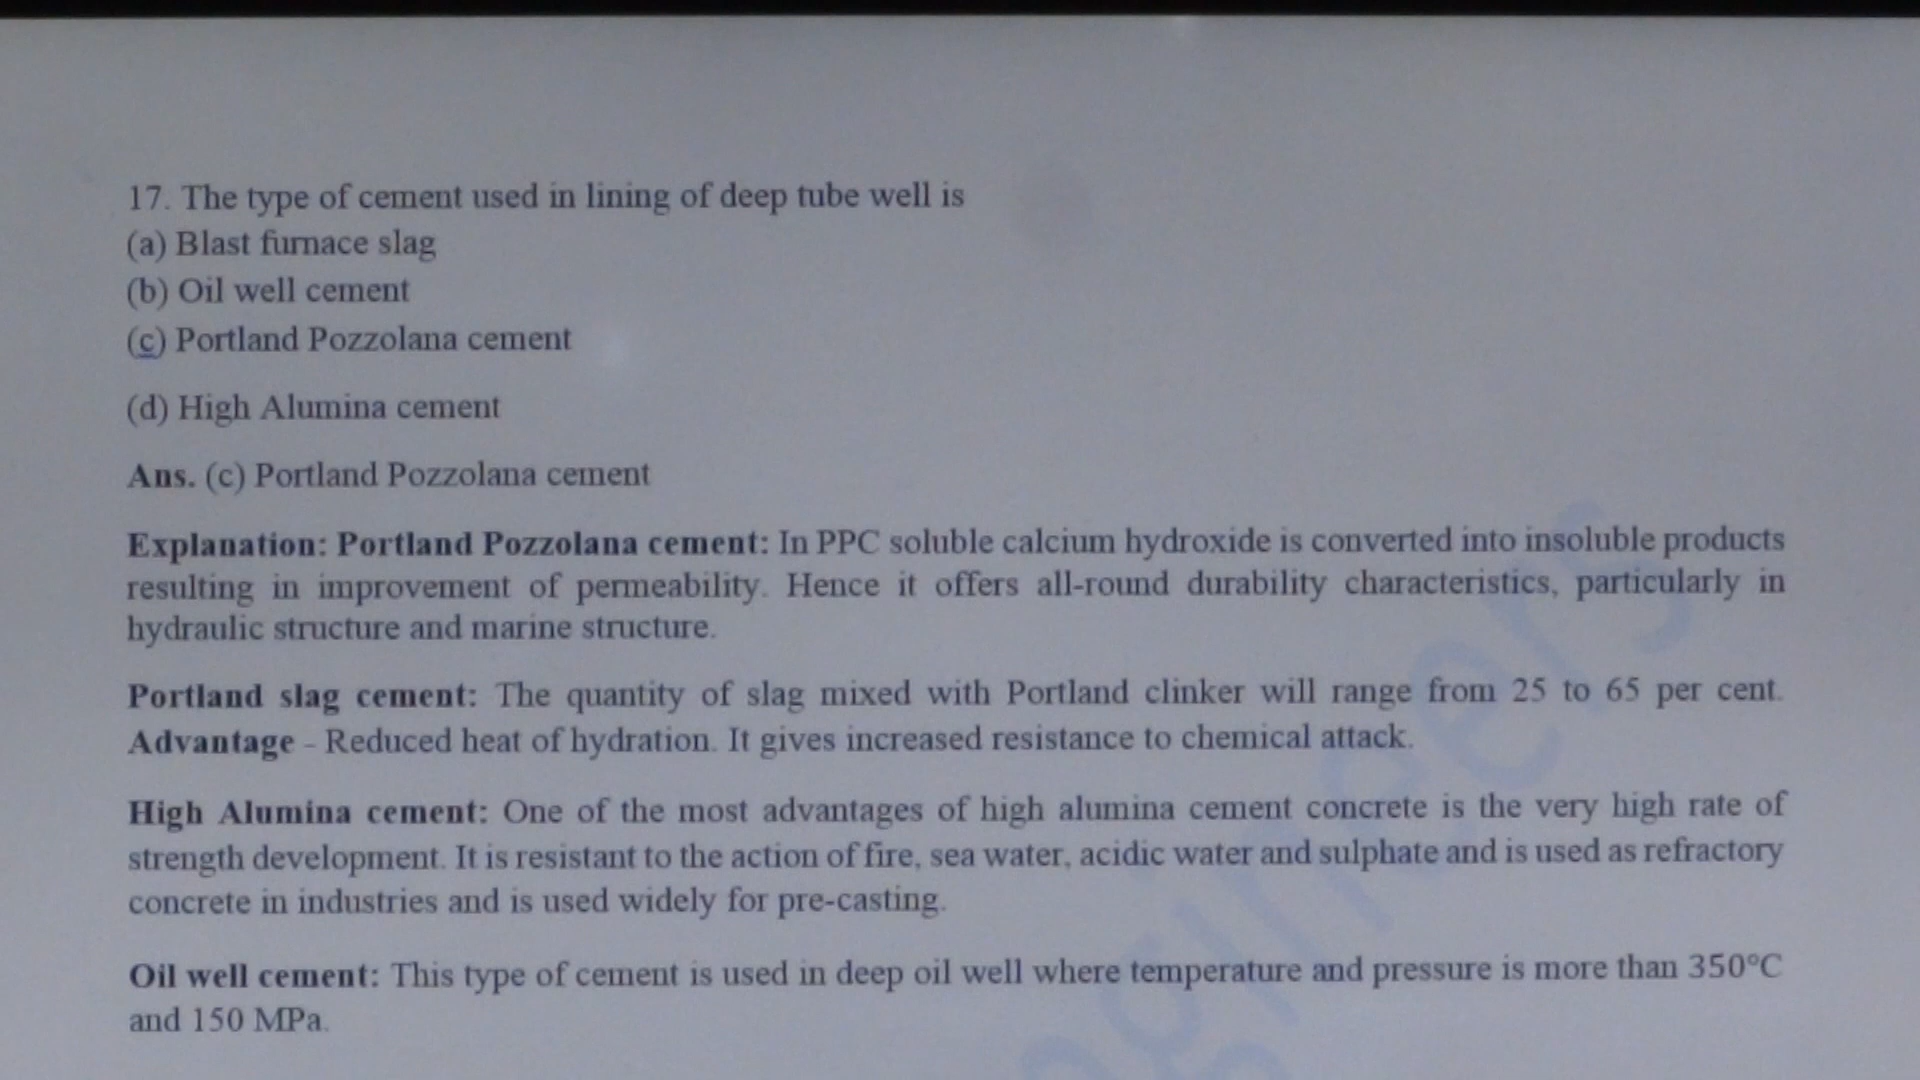 17. The type of cement used in lining of deep tube well is
(a) Blast furnace slag
(b) Oil well cement
(c) Portland Pozzolana cement
(d) High Alumina cement
Ans. (c) Portland Pozzolana cement
Explanation: Portland Pozzolana cement: In PPC soluble calcium hydroxide is converted into insoluble products
resulting in improvement of permeability. Hence it offers all-round durability characteristics, particularly in
hydraulic structure and marine structure.
Portland slag cement: The quantity of slag mixed with Portland clinker will range from 25 to 65 per cent.
Advantage - Reduced heat of hydration. It gives increased resistance to chemical attack.
High Alumina cement: One of the most advantages of high alumina cement concrete is the very high rate of
strength development. It is resistant to the action of fire, sea water, acidic water and sulphate and is used as refractory
concrete in industries and is used widely for pre-casting.
Oil well cement: This type of cement is used in deep oil well where temperature and pressure is more than 350°C
and 150 MPa.